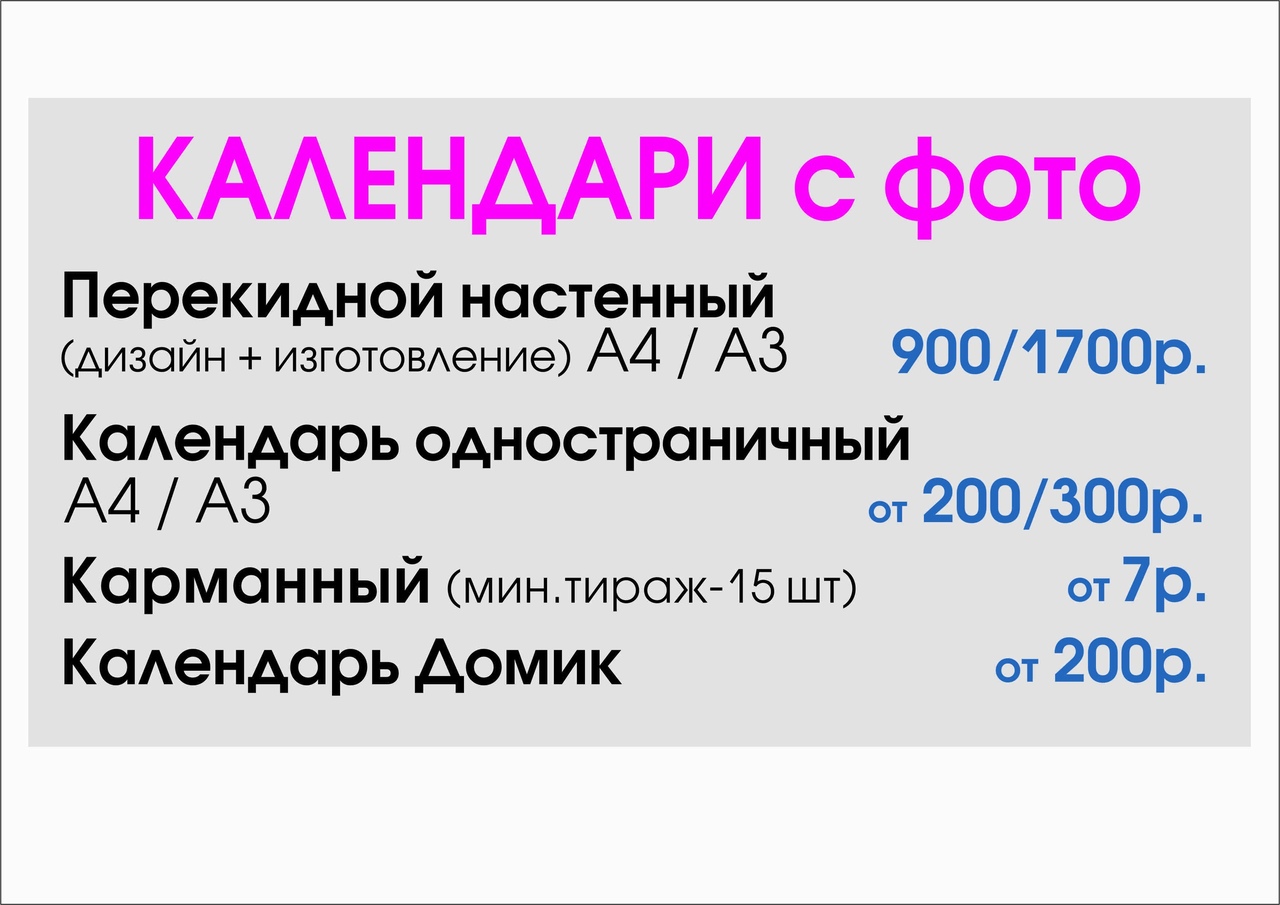 КАЛЕНДАРИ с фото
Перекидной настенный
(дизайн + изготовление) А4 / А3 900/1700р.
Календарь одностраничный
А4 / А3 от 200/300р.
Карманный (мин.тираж-15 шт) от 7р.
Календарь Домик от 200р.